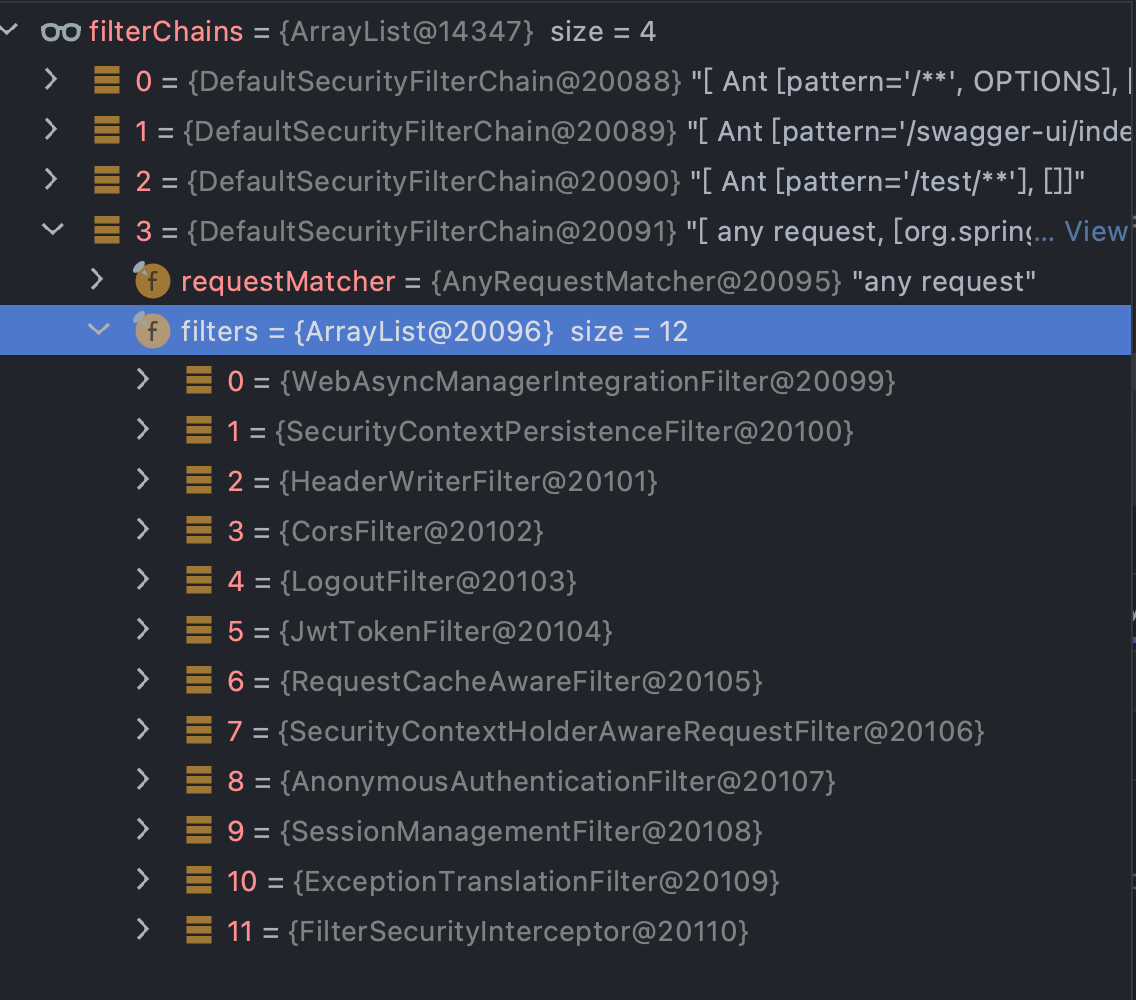 filterChains = {ArrayList@14347} size = 4
0 = {DefaultSecurityFilterChain@20088} "[ Ant [pattern='/**', OPTIONS], [
1 = {DefaultSecurityFilterChain@20089} "[ Ant [pattern='/swagger-ui/inde
2 = {DefaultSecurityFilterChain@20090} "[ Ant [pattern='/test/**'], []]"
3 = {DefaultSecurityFilterChain@20091} "[ any request, [org.spring... View
f requestMatcher = {AnyRequestMatcher@20095} "any request"
f filters = {ArrayList@20096} size = 12
0 = {WebAsyncManagerIntegrationFilter@20099}
1 = {SecurityContextPersistenceFilter@20100}
2 = {HeaderWriterFilter@20101}
3 = {CorsFilter@20102}
4 = {LogoutFilter@20103}
5 = {JwtTokenFilter@20104}
6 = {RequestCacheAwareFilter@20105}
7 = {SecurityContextHolderAwareRequestFilter@20106}
8 = {AnonymousAuthenticationFilter@20107}
9 = {SessionManagementFilter@20108}
10 = {ExceptionTranslationFilter@20109}
11 = {FilterSecurityInterceptor@20110}